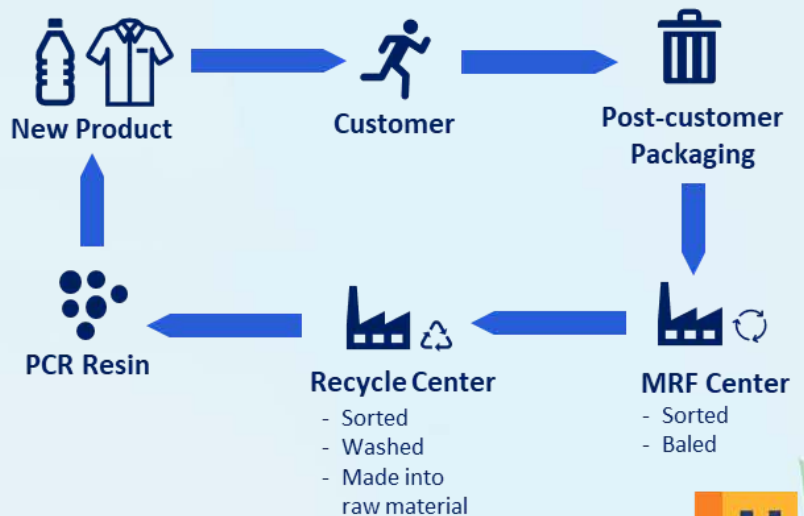 New Product
Customer
Post-customer
Packaging
PCR Resin
Recycle Center
- Sorted
- Washed
- Made into
raw material
MRF Center
- Sorted
- Baled